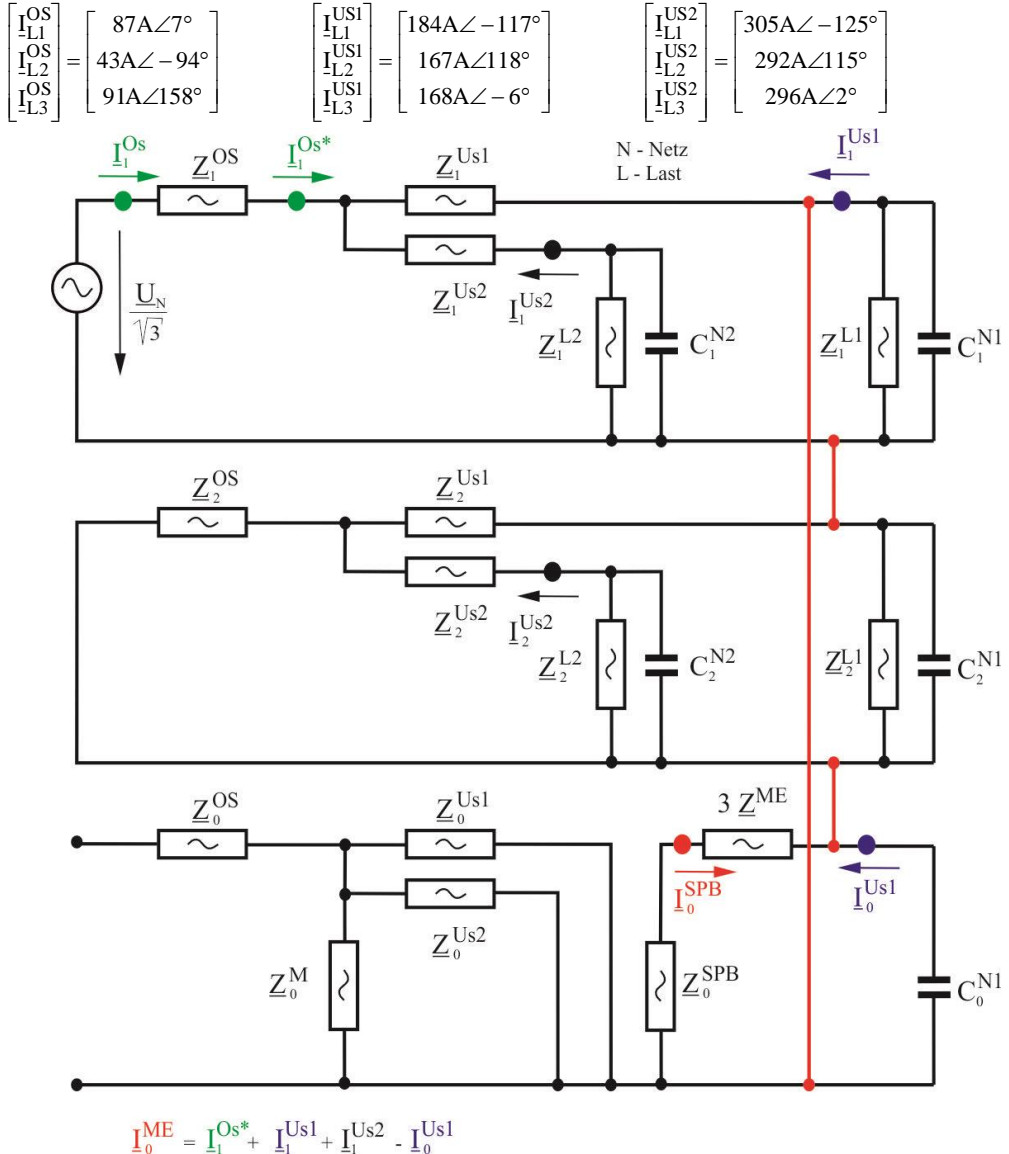 [I_L1^OS] = [87A∠7°] [I_L1^US1] = [184A∠−117°] [I_L1^US2] = [305A∠−125°]
[I_L2^OS] [43A∠−94°] [I_L2^US1] [167A∠118°] [I_L2^US2] [292A∠115°]
[I_L3^OS] [91A∠158°] [I_L3^US1] [168A∠−6°] [I_L3^US2] [296A∠2°]
I_1^Os Z_1^OS I_1^Os* Z_1^Us1 N - Netz I_1^Us1
L - Last
U_N/√3 Z_1^Us2 I_1^Us2
Z_1^L2 C_1^N2 Z_1^L1 C_1^N1
Z_2^OS Z_2^Us1
Z_2^Us2 I_2^Us2
Z_2^L2 C_2^N2 Z_2^L1 C_2^N1
Z_0^OS Z_0^Us1 3 Z^ME
I_0^SPB I_0^Us1
Z_0^Us2
Z_0^M Z_0^SPB C_0^N1
I_0^ME = I_1^Os* + I_1^Us1 + I_1^Us2 - I_0^Us1